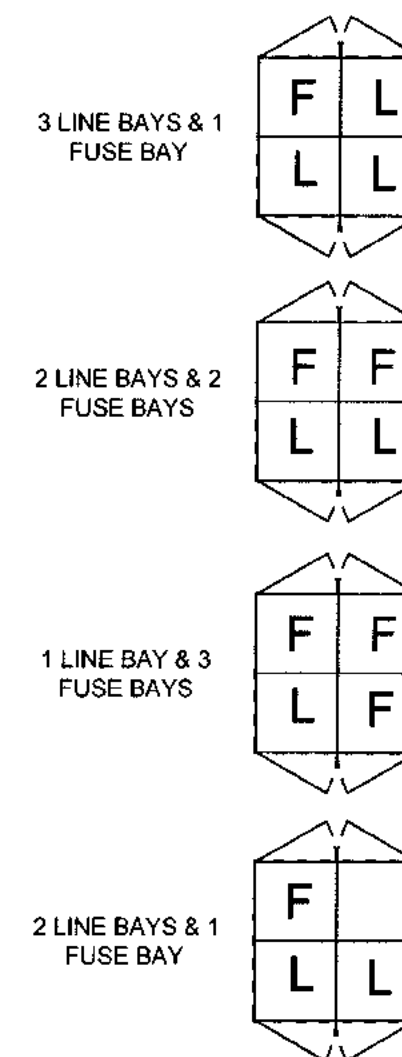 3 LINE BAYS & 1
FUSE BAY
F L
L L
2 LINE BAYS & 2
FUSE BAYS
F F
L L
1 LINE BAY & 3
FUSE BAYS
F F
L F
2 LINE BAYS & 1
FUSE BAY
F
L L